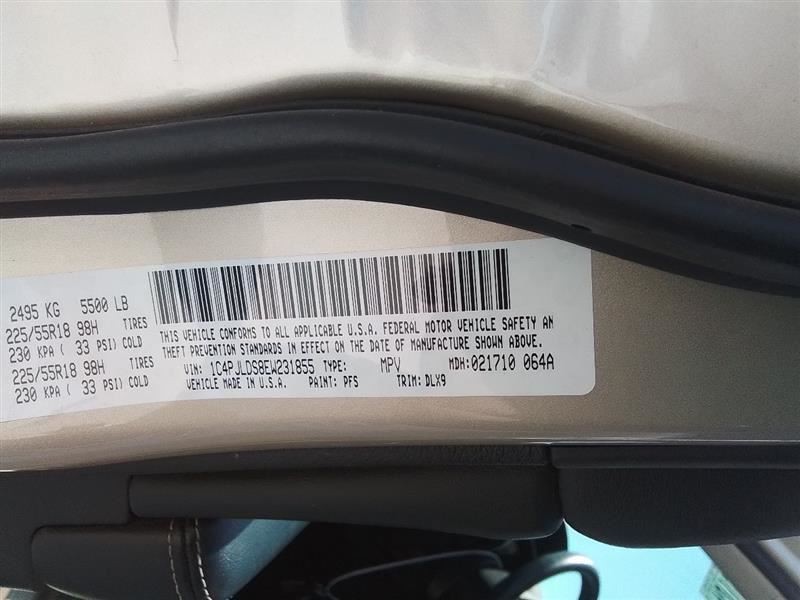 2495 KG 5500 LB
225/55R18 98H TIRES
230 KPA ( 33 PSI) COLD
225/55R18 98H TIRES
230 KPA ( 33 PSI) COLD
THIS VEHICLE CONFORMS TO ALL APPLICABLE U.S.A. FEDERAL MOTOR VEHICLE SAFETY AN
THEFT PREVENTION STANDARDS IN EFFECT ON THE DATE OF MANUFACTURE SHOWN ABOVE.
VIN: 1C4PJLDS8EW231855 TYPE: MPV MDH:021710 064A
VEHICLE MADE IN U.S.A. PAINT: PFS TRIM: DLX9